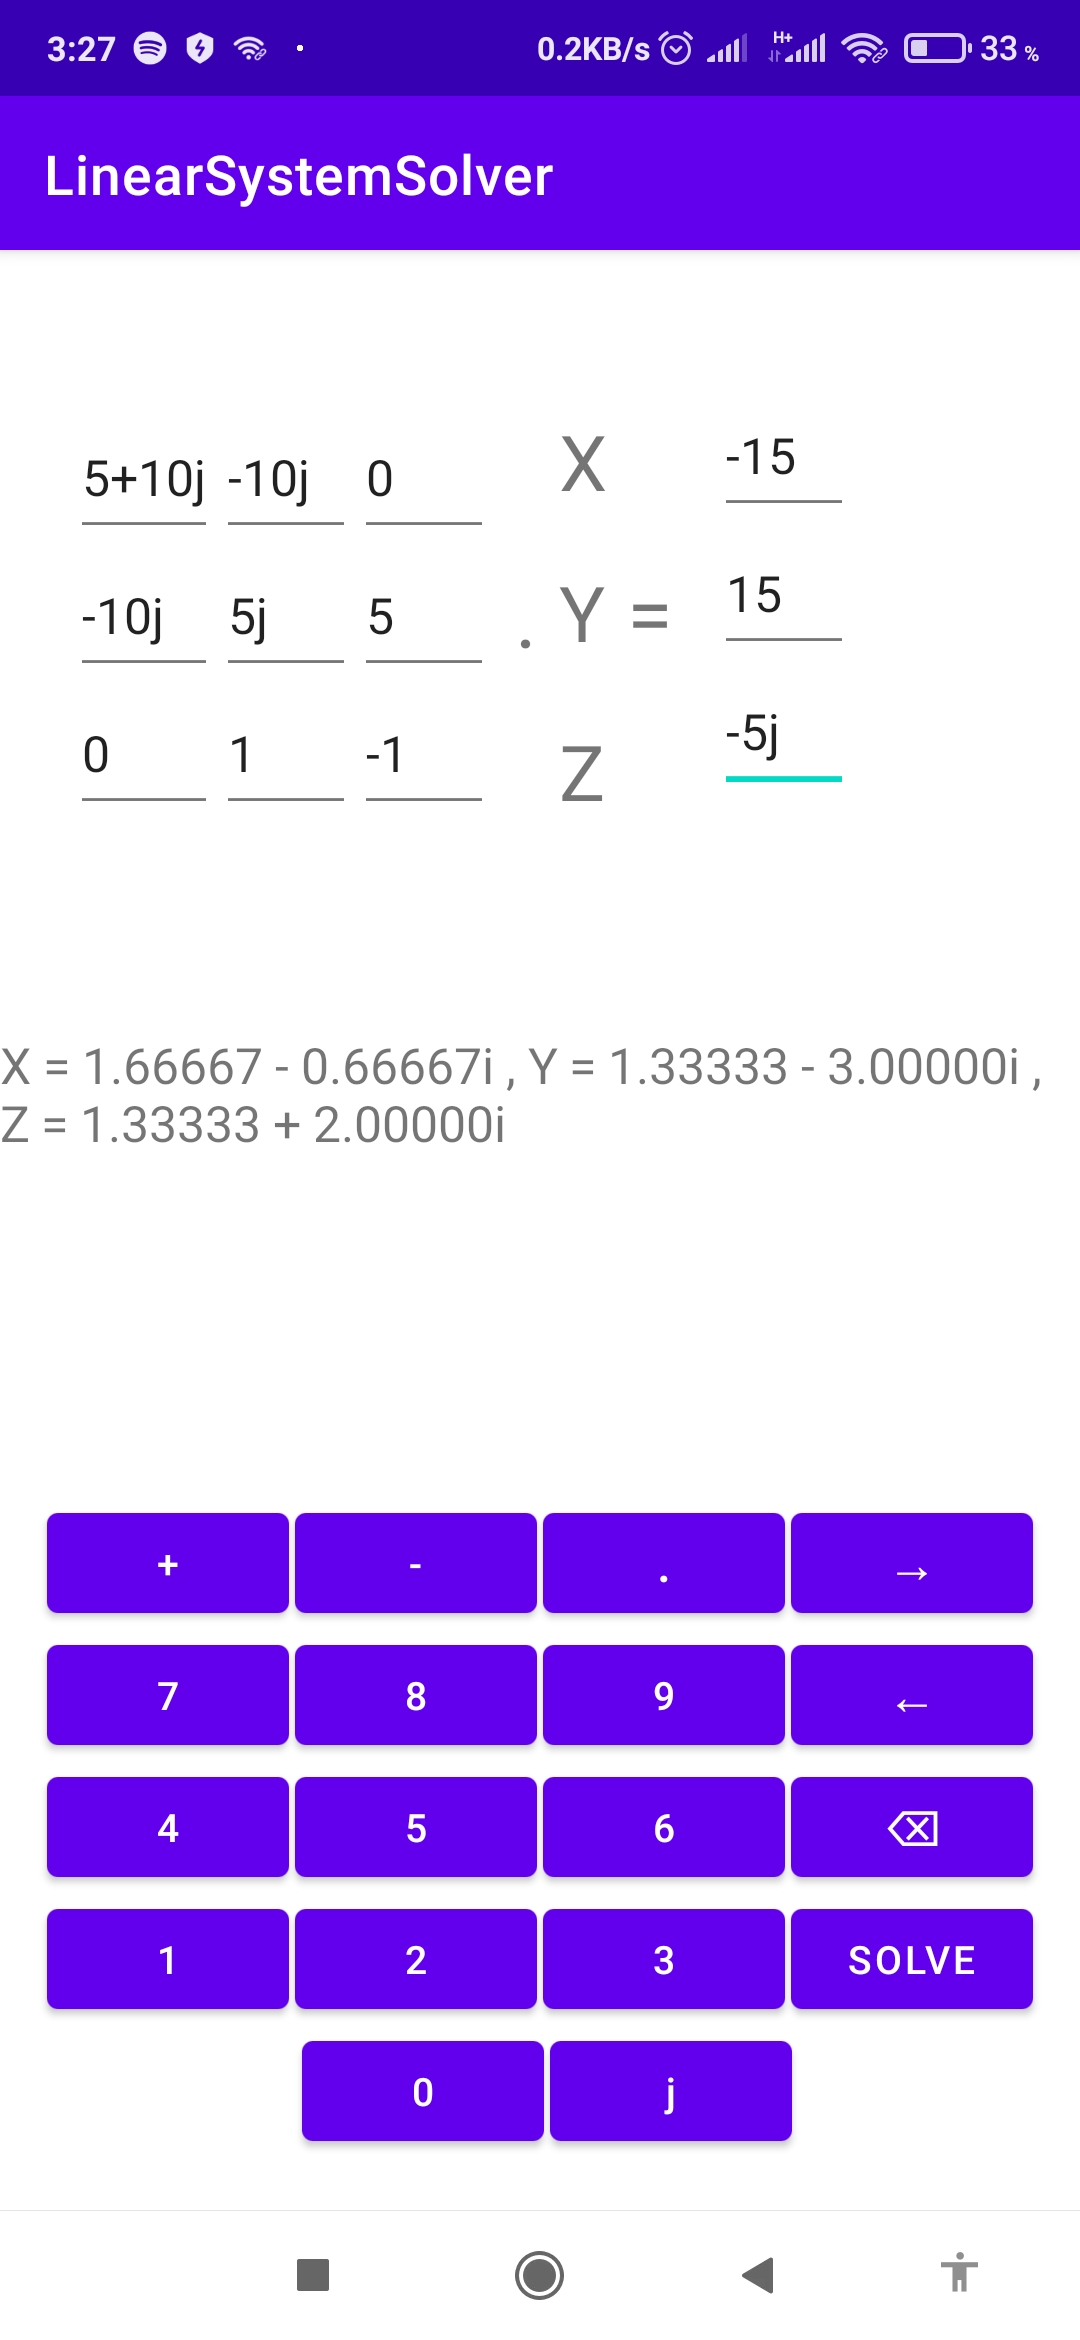 3:27 0.2KB/s H+ 33 %
LinearSystemSolver
5+10j -10j 0 X -15
-10j 5j 5 . Y = 15
0 1 -1 Z -5j
X = 1.66667 - 0.66667i , Y = 1.33333 - 3.00000i ,
Z = 1.33333 + 2.00000i
+ - . →
7 8 9 ←
4 5 6 ⌫
1 2 3 SOLVE
0 j